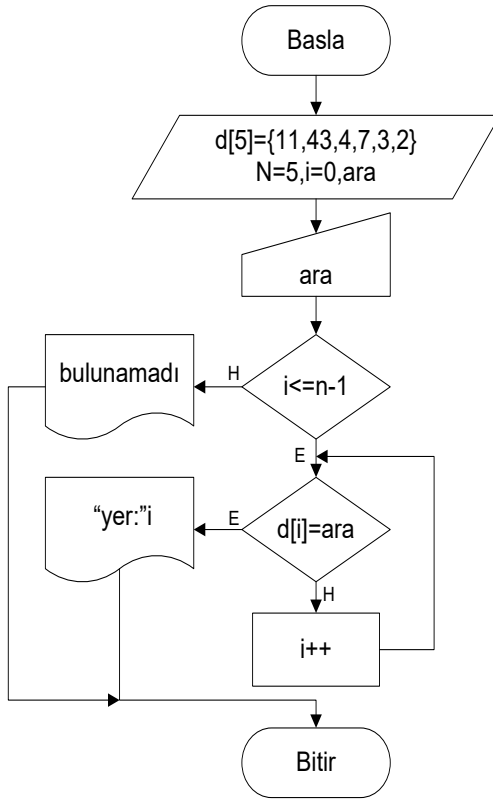 Basla
d[5]={11,43,4,7,3,2}
N=5,i=0,ara
ara
bulunamadı
H
i<=n-1
E
“yer:”i
E
d[i]=ara
H
i++
Bitir